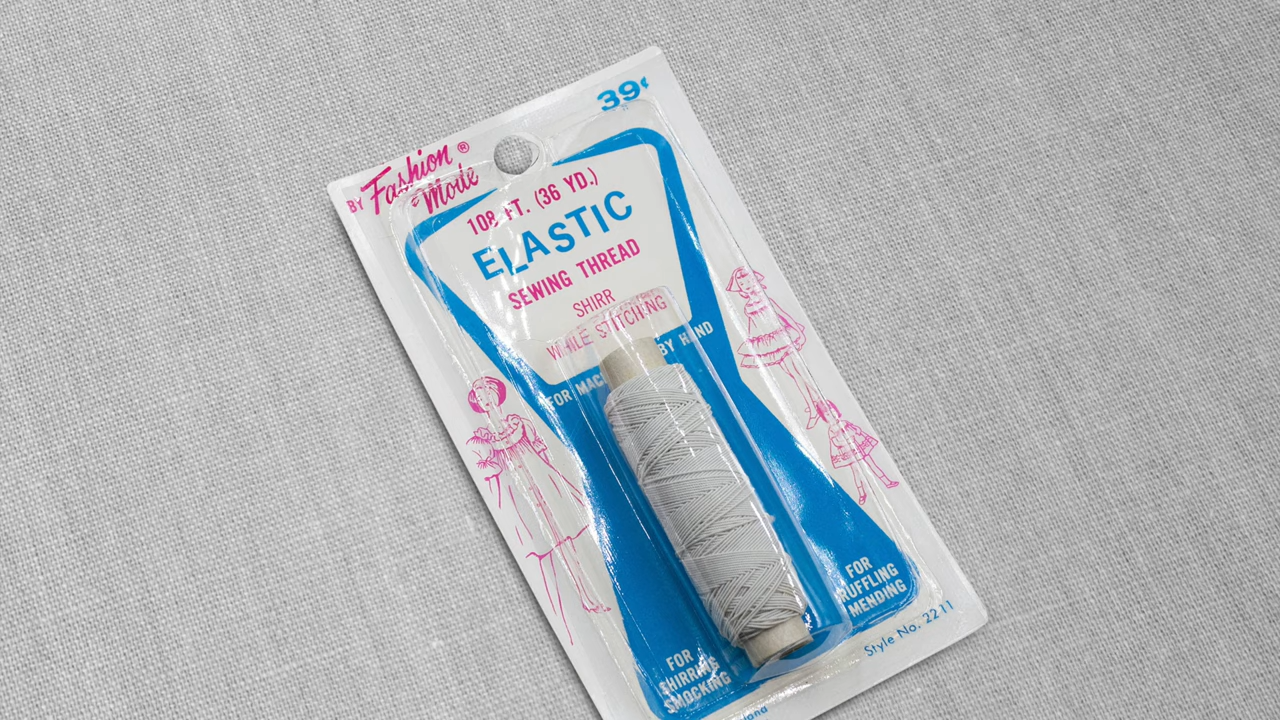 39¢
BY Fashion ®
Mode
108 FT. (36 YD.)
ELASTIC
SEWING THREAD
SHIRR
WHILE STITCHING
FOR MAC BY HAND
FOR
RUFFLING
MENDING
Style No. 2211
FOR
SHIRRING
SMOCKING